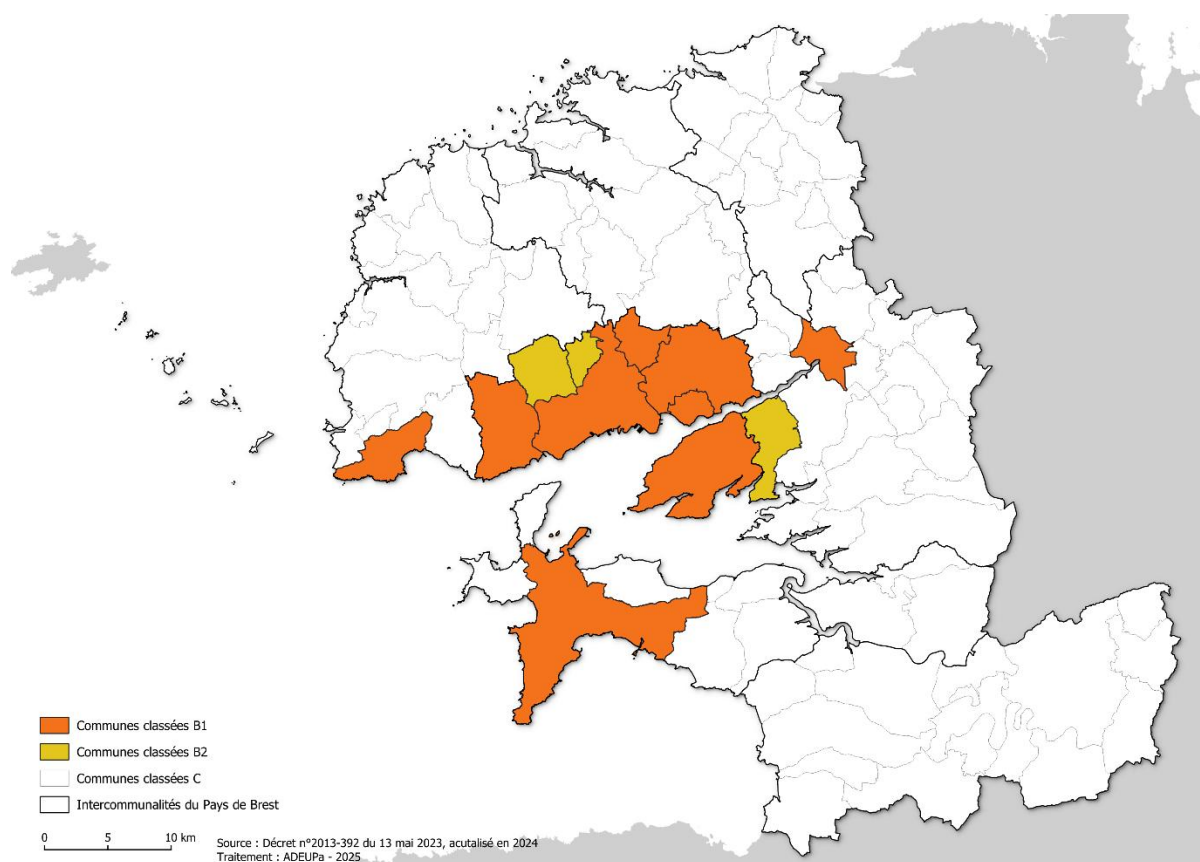 Communes classées B1
Communes classées B2
Communes classées C
Intercommunalités du Pays de Brest
0 5 10 km
Source : Décret n°2013-392 du 13 mai 2023, acutalisé en 2024
Traitement : ADEUPa - 2025